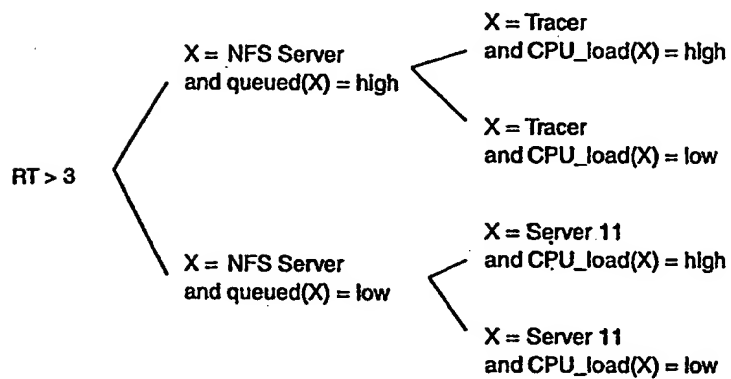 X = Tracer
and CPU_load(X) = high
X = NFS Server
and queued(X) = high
X = Tracer
and CPU_load(X) = low
RT > 3
X = Server 11
and CPU_load(X) = high
X = NFS Server
and queued(X) = low
X = Server 11
and CPU_load(X) = low